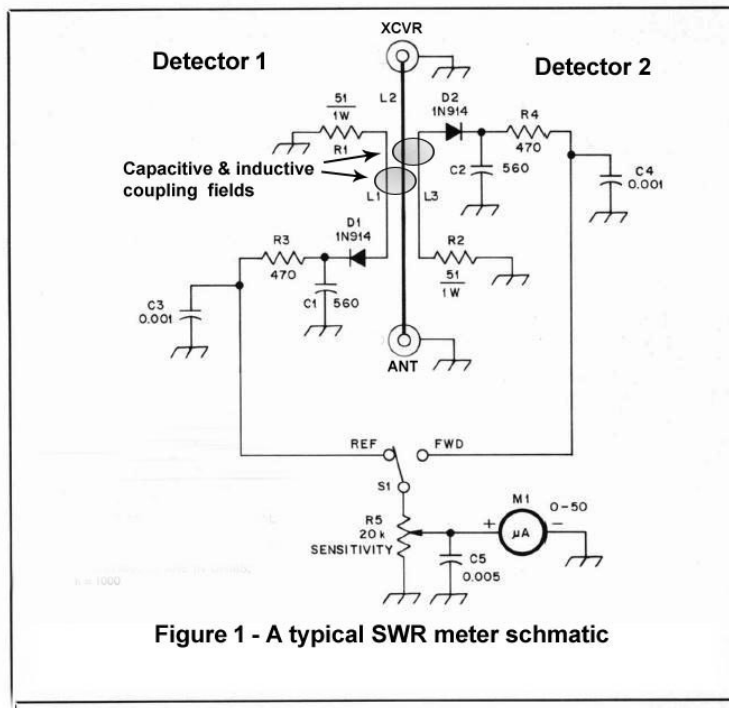 XCVR
Detector 1
Detector 2
L2
D2
1N914
R4
470
51
1W
R1
Capacitive & inductive
coupling fields
C2
560
C4
0.001
L1
L3
D1
1N914
R3
470
R2
51
1W
C1
560
C3
0.001
ANT
REF
FWD
S1
R5
20 k
SENSITIVITY
M1
0-50
+
µA
−
C5
0.005
= 1000
Figure 1 - A typical SWR meter schmatic